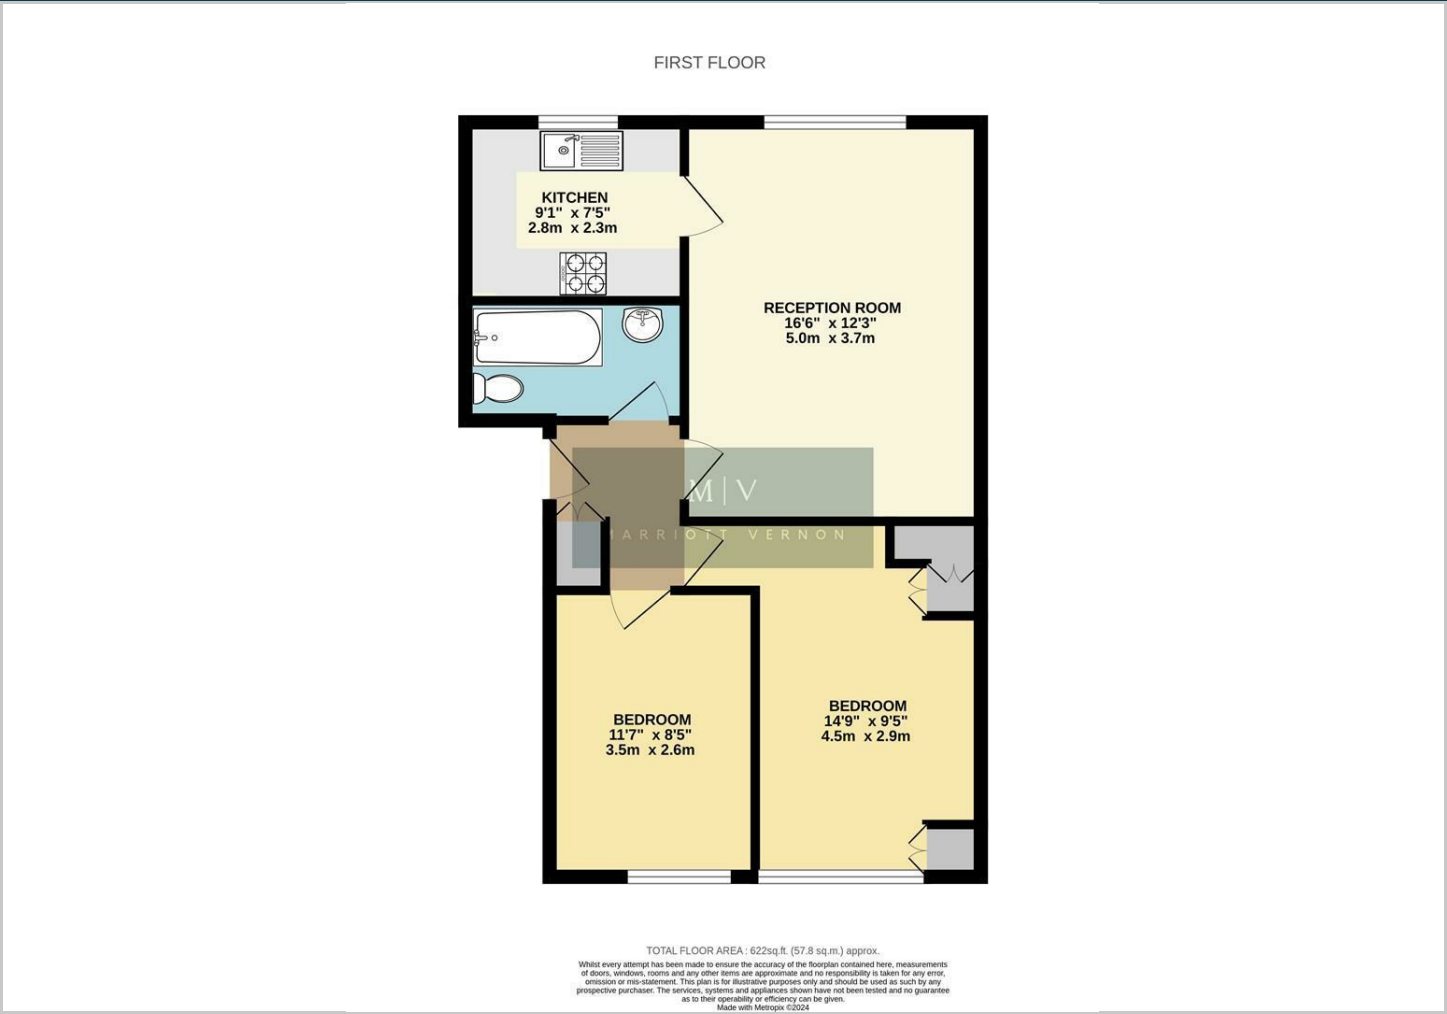 FIRST FLOOR
KITCHEN
9'1" x 7'5"
2.8m x 2.3m
RECEPTION ROOM
16'6" x 12'3"
5.0m x 3.7m
M|V
MARRIOTT VERNON
BEDROOM
14'9" x 9'5"
4.5m x 2.9m
BEDROOM
11'7" x 8'5"
3.5m x 2.6m
TOTAL FLOOR AREA : 622sq.ft. (57.8 sq.m.) approx.
Whilst every attempt has been made to ensure the accuracy of the floorplan contained here, measurements
of doors, windows, rooms and any other items are approximate and no responsibility is taken for any error,
omission or mis-statement. This plan is for illustrative purposes only and should be used as such by any
prospective purchaser. The services, systems and appliances shown have not been tested and no guarantee
as to their operability or efficiency can be given.
Made with Metropix ©2024